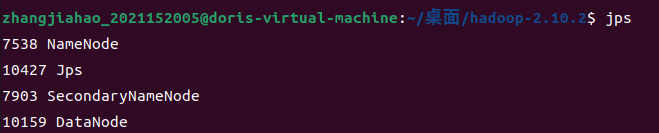 zhangjiahao_2021152005@doris-virtual-machine:~/桌面/hadoop-2.10.2$ jps
7538 NameNode
10427 Jps
7903 SecondaryNameNode
10159 DataNode